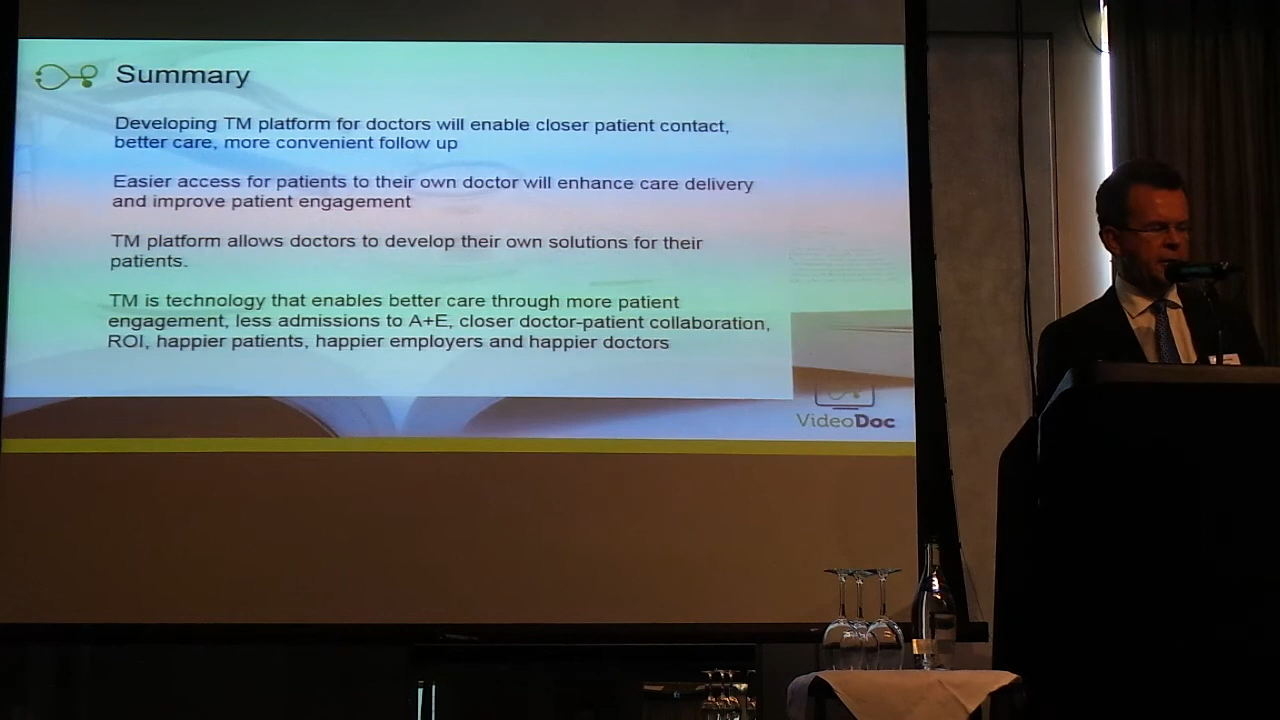 Summary
Developing TM platform for doctors will enable closer patient contact,
better care, more convenient follow up
Easier access for patients to their own doctor will enhance care delivery
and improve patient engagement
TM platform allows doctors to develop their own solutions for their
patients.
TM is technology that enables better care through more patient
engagement, less admissions to A+E, closer doctor-patient collaboration,
ROI, happier patients, happier employers and happier doctors
VideoDoc